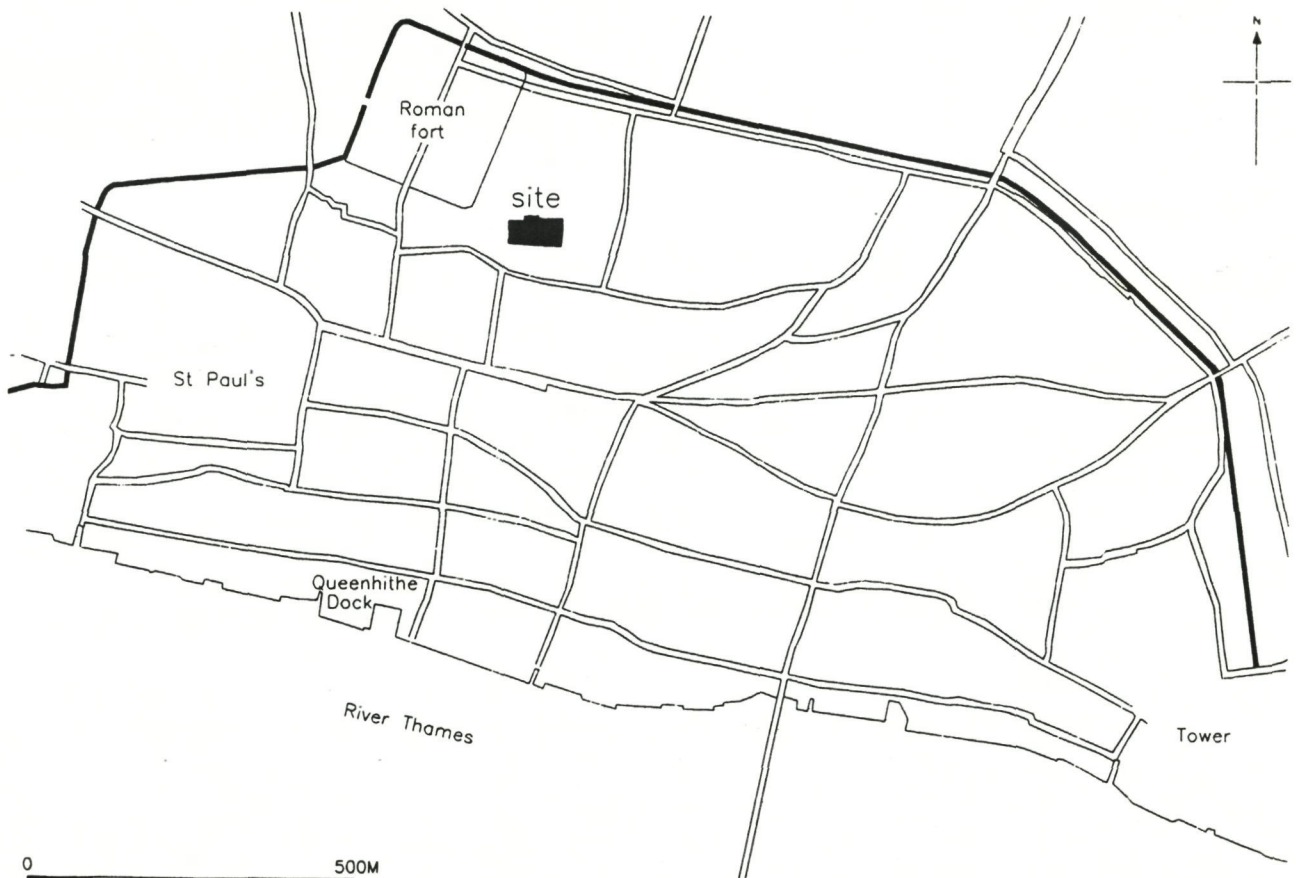 N
Roman
fort
site
St Paul's
Queenhithe
Dock
River Thames
Tower
0 500M